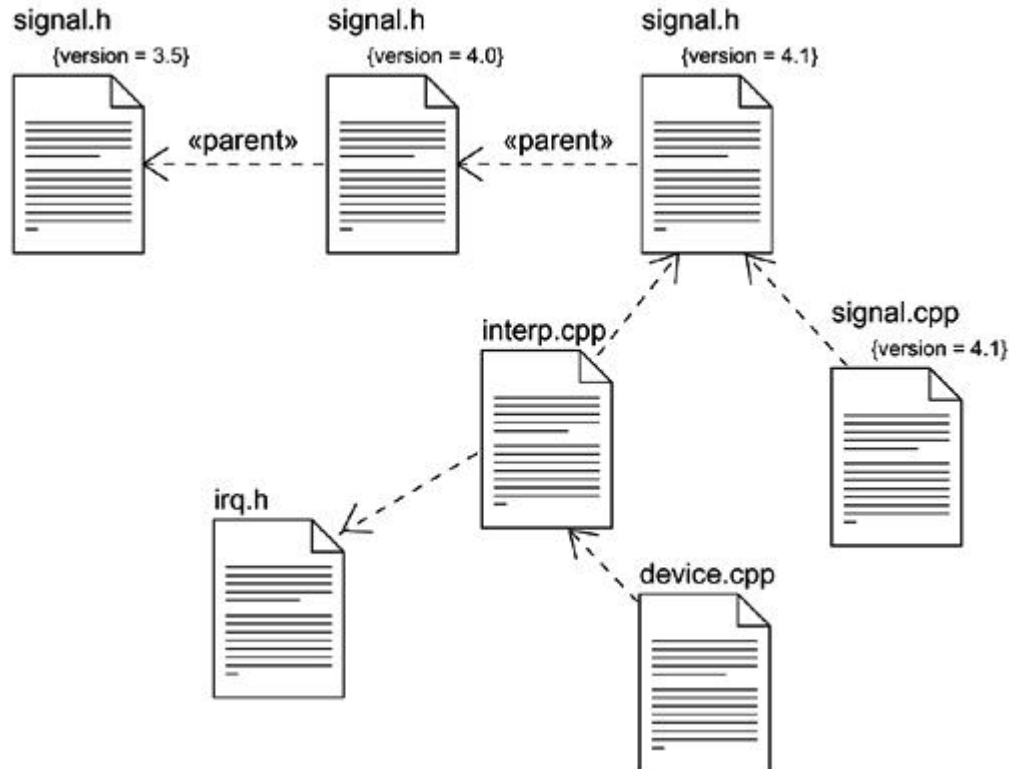 signal.h
{version = 3.5}
signal.h
{version = 4.0}
signal.h
{version = 4.1}
«parent»
«parent»
interp.cpp
signal.cpp
{version = 4.1}
irq.h
device.cpp